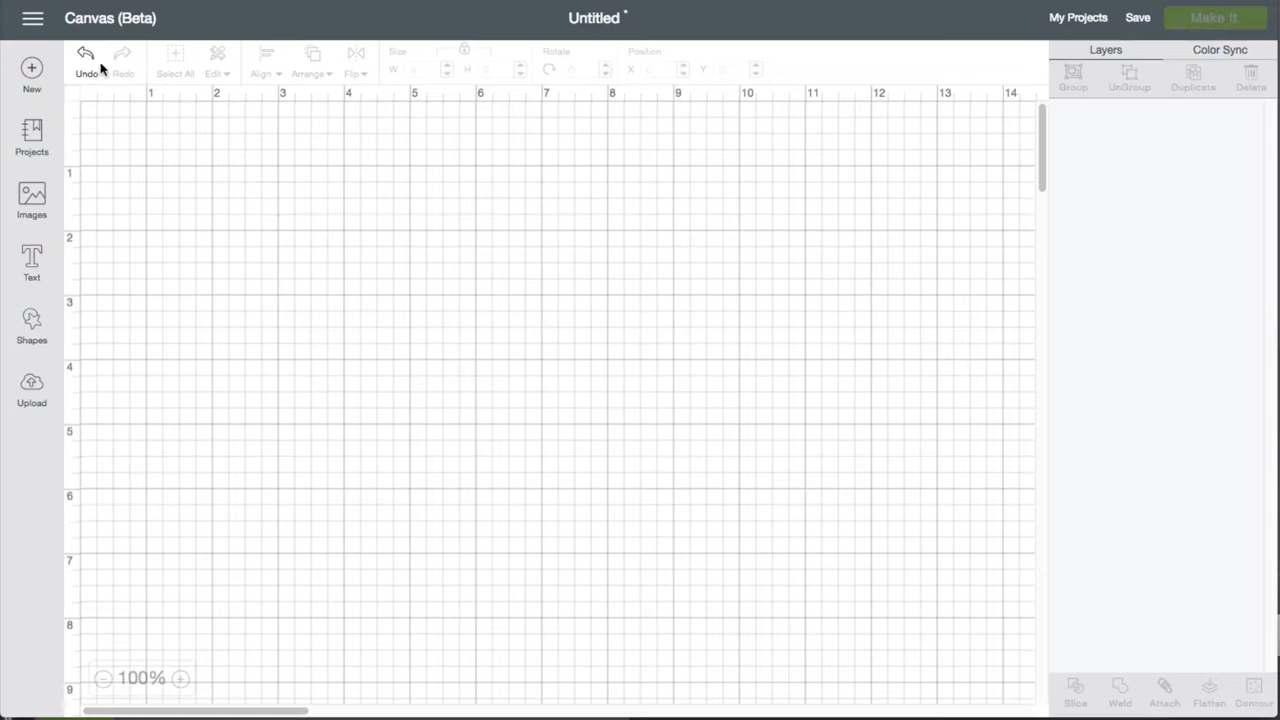 Canvas (Beta)
Untitled *
My Projects
Save
Make It
New
Projects
Images
Text
Shapes
Upload
Undo
Redo
Select All
Edit
Align
Arrange
Flip
Size
W
H
Rotate
Position
X
Y
Layers
Color Sync
Group
UnGroup
Duplicate
Delete
1 2 3 4 5 6 7 8 9 10 11 12 13 14
1
2
3
4
5
6
7
8
9
100%
Slice
Weld
Attach
Flatten
Contour